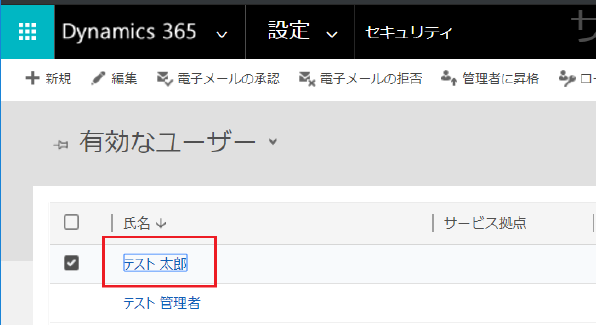 Dynamics 365 設定 セキュリティ
新規 編集 電子メールの承認 電子メールの拒否 管理者に昇格
有効なユーザー
氏名 サービス拠点
テスト 太郎
テスト 管理者